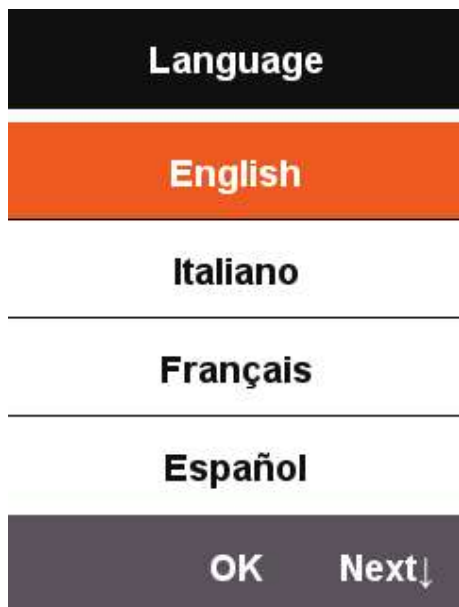 Language
English
Italiano
Français
Español
OK Next↓